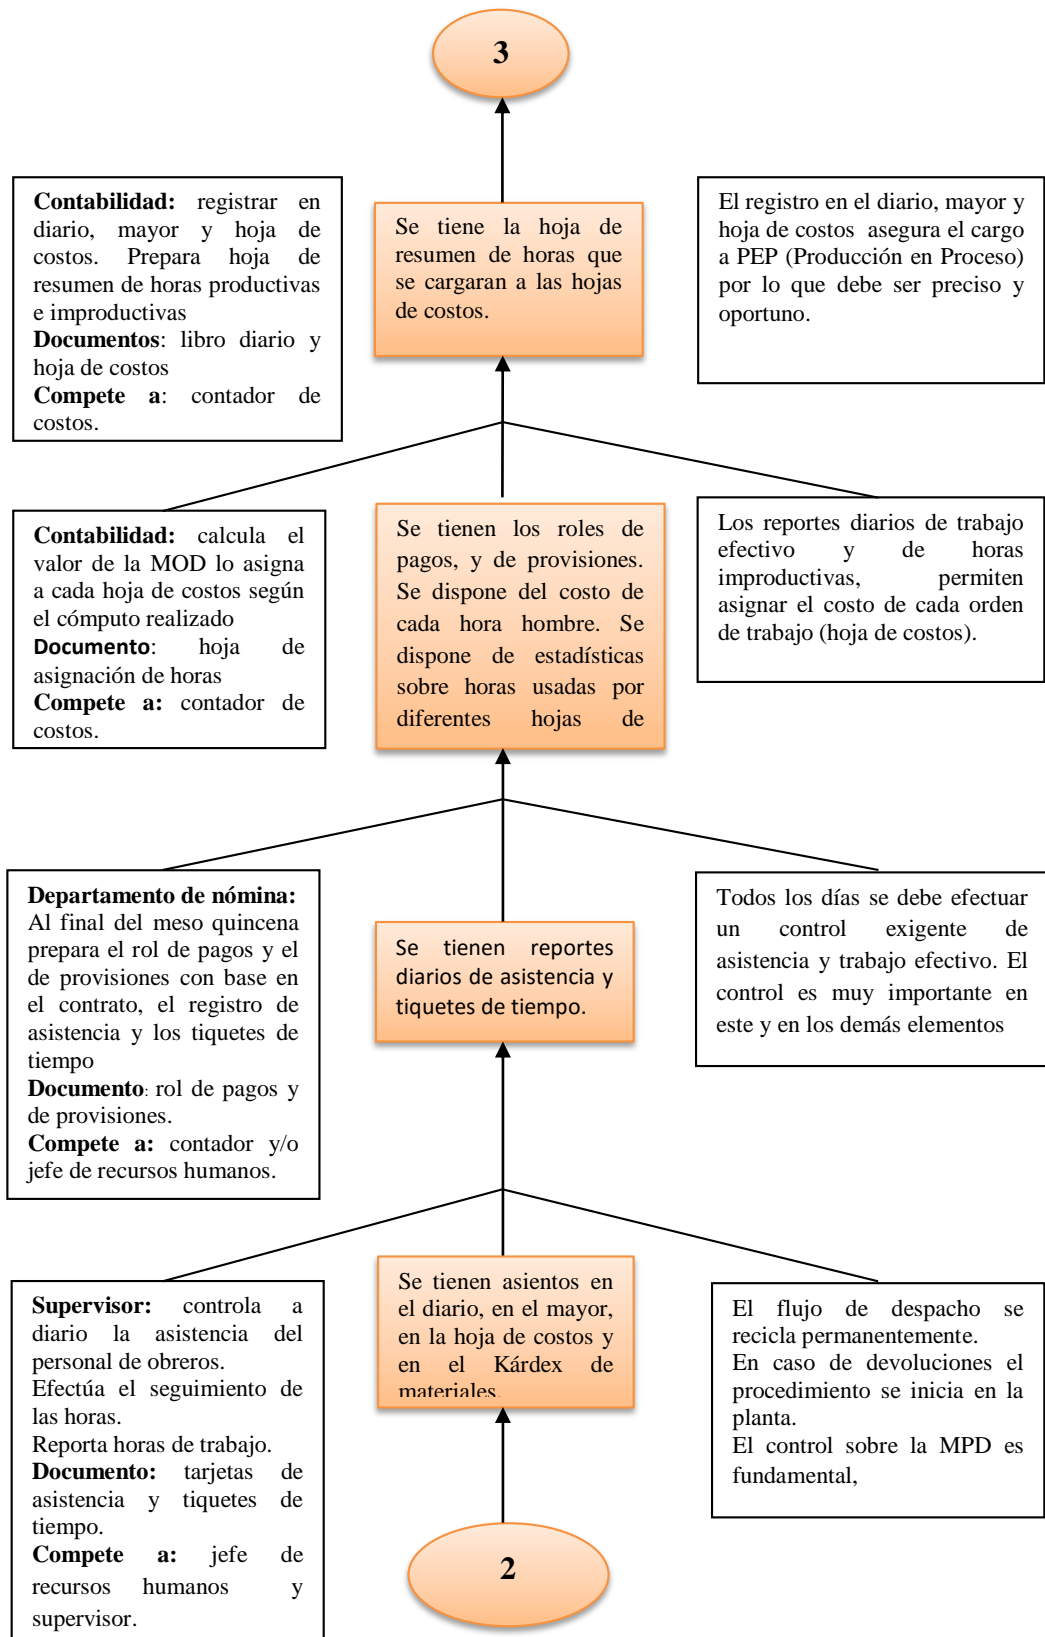 3
Contabilidad: registrar en
diario, mayor y hoja de
costos. Prepara hoja de
resumen de horas productivas
e improductivas
Documentos: libro diario y
hoja de costos
Compete a: contador de
costos.
Se tiene la hoja de
resumen de horas que
se cargaran a las hojas
de costos.
El registro en el diario, mayor y
hoja de costos asegura el cargo
a PEP (Producción en Proceso)
por lo que debe ser preciso y
oportuno.
Contabilidad: calcula el
valor de la MOD lo asigna
a cada hoja de costos según
el cómputo realizado
Documento: hoja de
asignación de horas
Compete a: contador de
costos.
Se tienen los roles de
pagos, y de provisiones.
Se dispone del costo de
cada hora hombre. Se
dispone de estadísticas
sobre horas usadas por
diferentes hojas de
Los reportes diarios de trabajo
efectivo y de horas
improductivas, permiten
asignar el costo de cada orden
de trabajo (hoja de costos).
Departamento de nómina:
Al final del meso quincena
prepara el rol de pagos y el
de provisiones con base en
el contrato, el registro de
asistencia y los tiquetes de
tiempo
Documento: rol de pagos y
de provisiones.
Compete a: contador y/o
jefe de recursos humanos.
Se tienen reportes
diarios de asistencia y
tiquetes de tiempo.
Todos los días se debe efectuar
un control exigente de
asistencia y trabajo efectivo. El
control es muy importante en
este y en los demás elementos
Supervisor: controla a
diario la asistencia del
personal de obreros.
Efectúa el seguimiento de
las horas.
Reporta horas de trabajo.
Documento: tarjetas de
asistencia y tiquetes de
tiempo.
Compete a: jefe de
recursos humanos y
supervisor.
Se tienen asientos en
el diario, en el mayor,
en la hoja de costos y
en el Kárdex de
materiales.
El flujo de despacho se
recicla permanentemente.
En caso de devoluciones el
procedimiento se inicia en la
planta.
El control sobre la MPD es
fundamental,
2